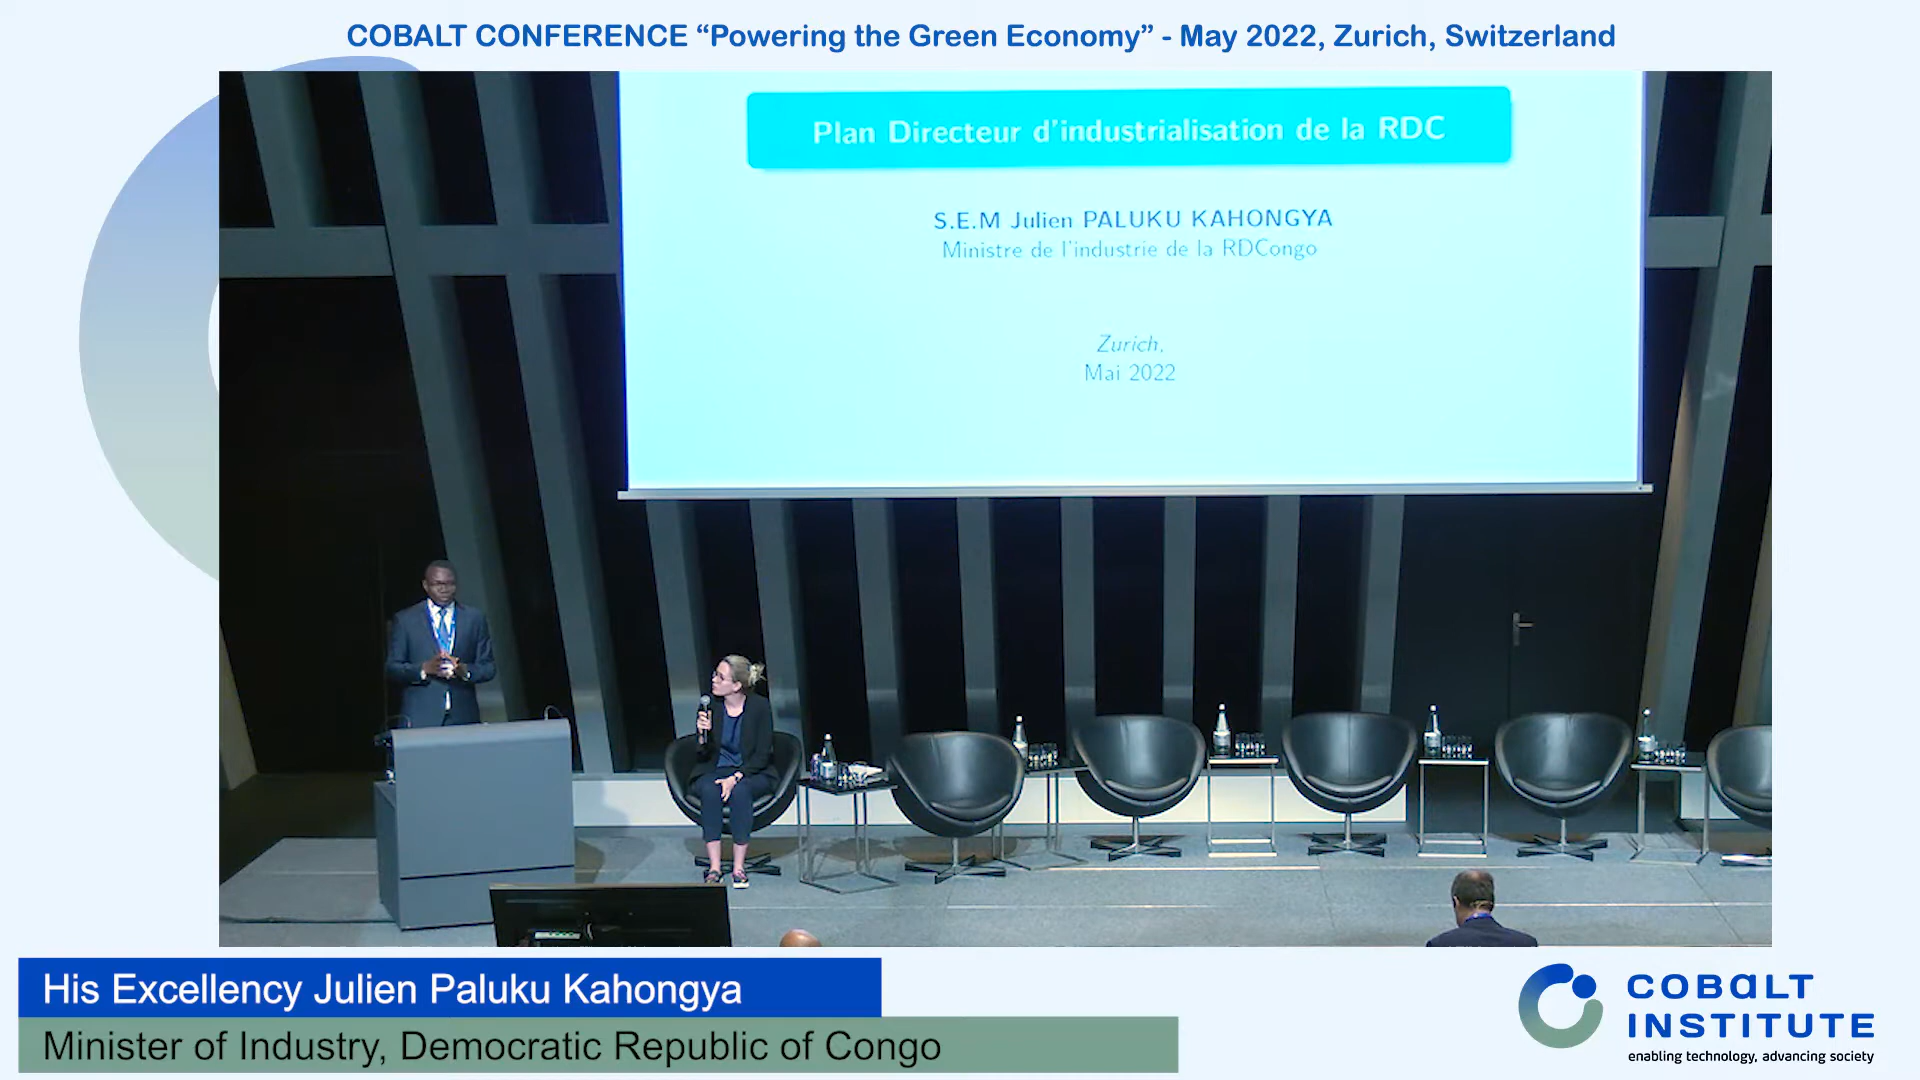 COBALT CONFERENCE “Powering the Green Economy” - May 2022, Zurich, Switzerland
Plan Directeur d'industrialisation de la RDC
S.E.M Julien PALUKU KAHONGYA
Ministre de l'industrie de la RDCongo
Zurich,
Mai 2022
His Excellency Julien Paluku Kahongya
Minister of Industry, Democratic Republic of Congo
COBALT
INSTITUTE
enabling technology, advancing society